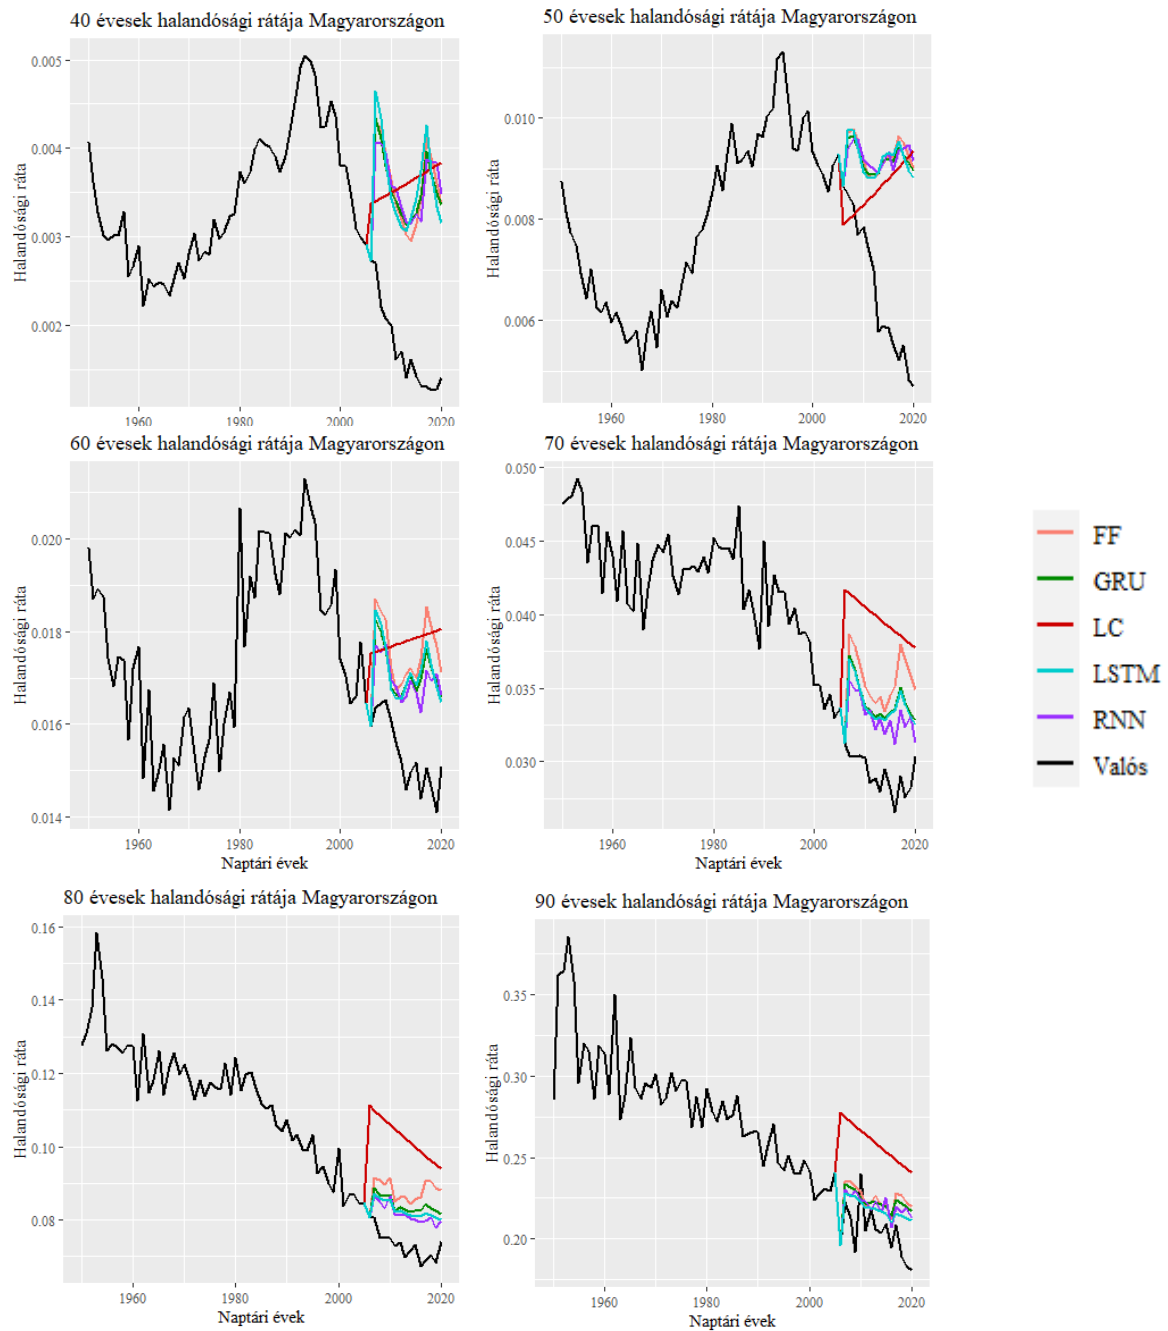 40 évesek halandósági rátája Magyarországon
Halandósági ráta
0.005
0.004
0.003
0.002
1960
1980
2000
2020
50 évesek halandósági rátája Magyarországon
Halandósági ráta
0.010
0.008
0.006
1960
1980
2000
2020
60 évesek halandósági rátája Magyarországon
Halandósági ráta
0.020
0.018
0.016
0.014
1960
1980
2000
2020
Naptári évek
70 évesek halandósági rátája Magyarországon
Halandósági ráta
0.050
0.045
0.040
0.035
0.030
1960
1980
2000
2020
Naptári évek
80 évesek halandósági rátája Magyarországon
Halandósági ráta
0.16
0.14
0.12
0.10
0.08
1960
1980
2000
2020
Naptári évek
90 évesek halandósági rátája Magyarországon
Halandósági ráta
0.35
0.30
0.25
0.20
1960
1980
2000
2020
Naptári évek
FF
GRU
LC
LSTM
RNN
Valós